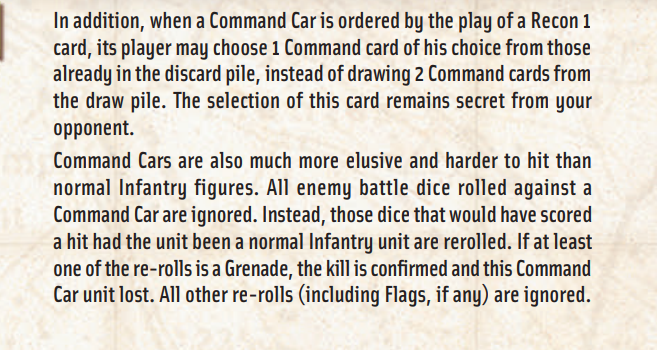 In addition, when a Command Car is ordered by the play of a Recon 1
card, its player may choose 1 Command card of his choice from those
already in the discard pile, instead of drawing 2 Command cards from
the draw pile. The selection of this card remains secret from your
opponent.
Command Cars are also much more elusive and harder to hit than
normal Infantry figures. All enemy battle dice rolled against a
Command Car are ignored. Instead, those dice that would have scored
a hit had the unit been a normal Infantry unit are rerolled. If at least
one of the re-rolls is a Grenade, the kill is confirmed and this Command
Car unit lost. All other re-rolls (including Flags, if any) are ignored.